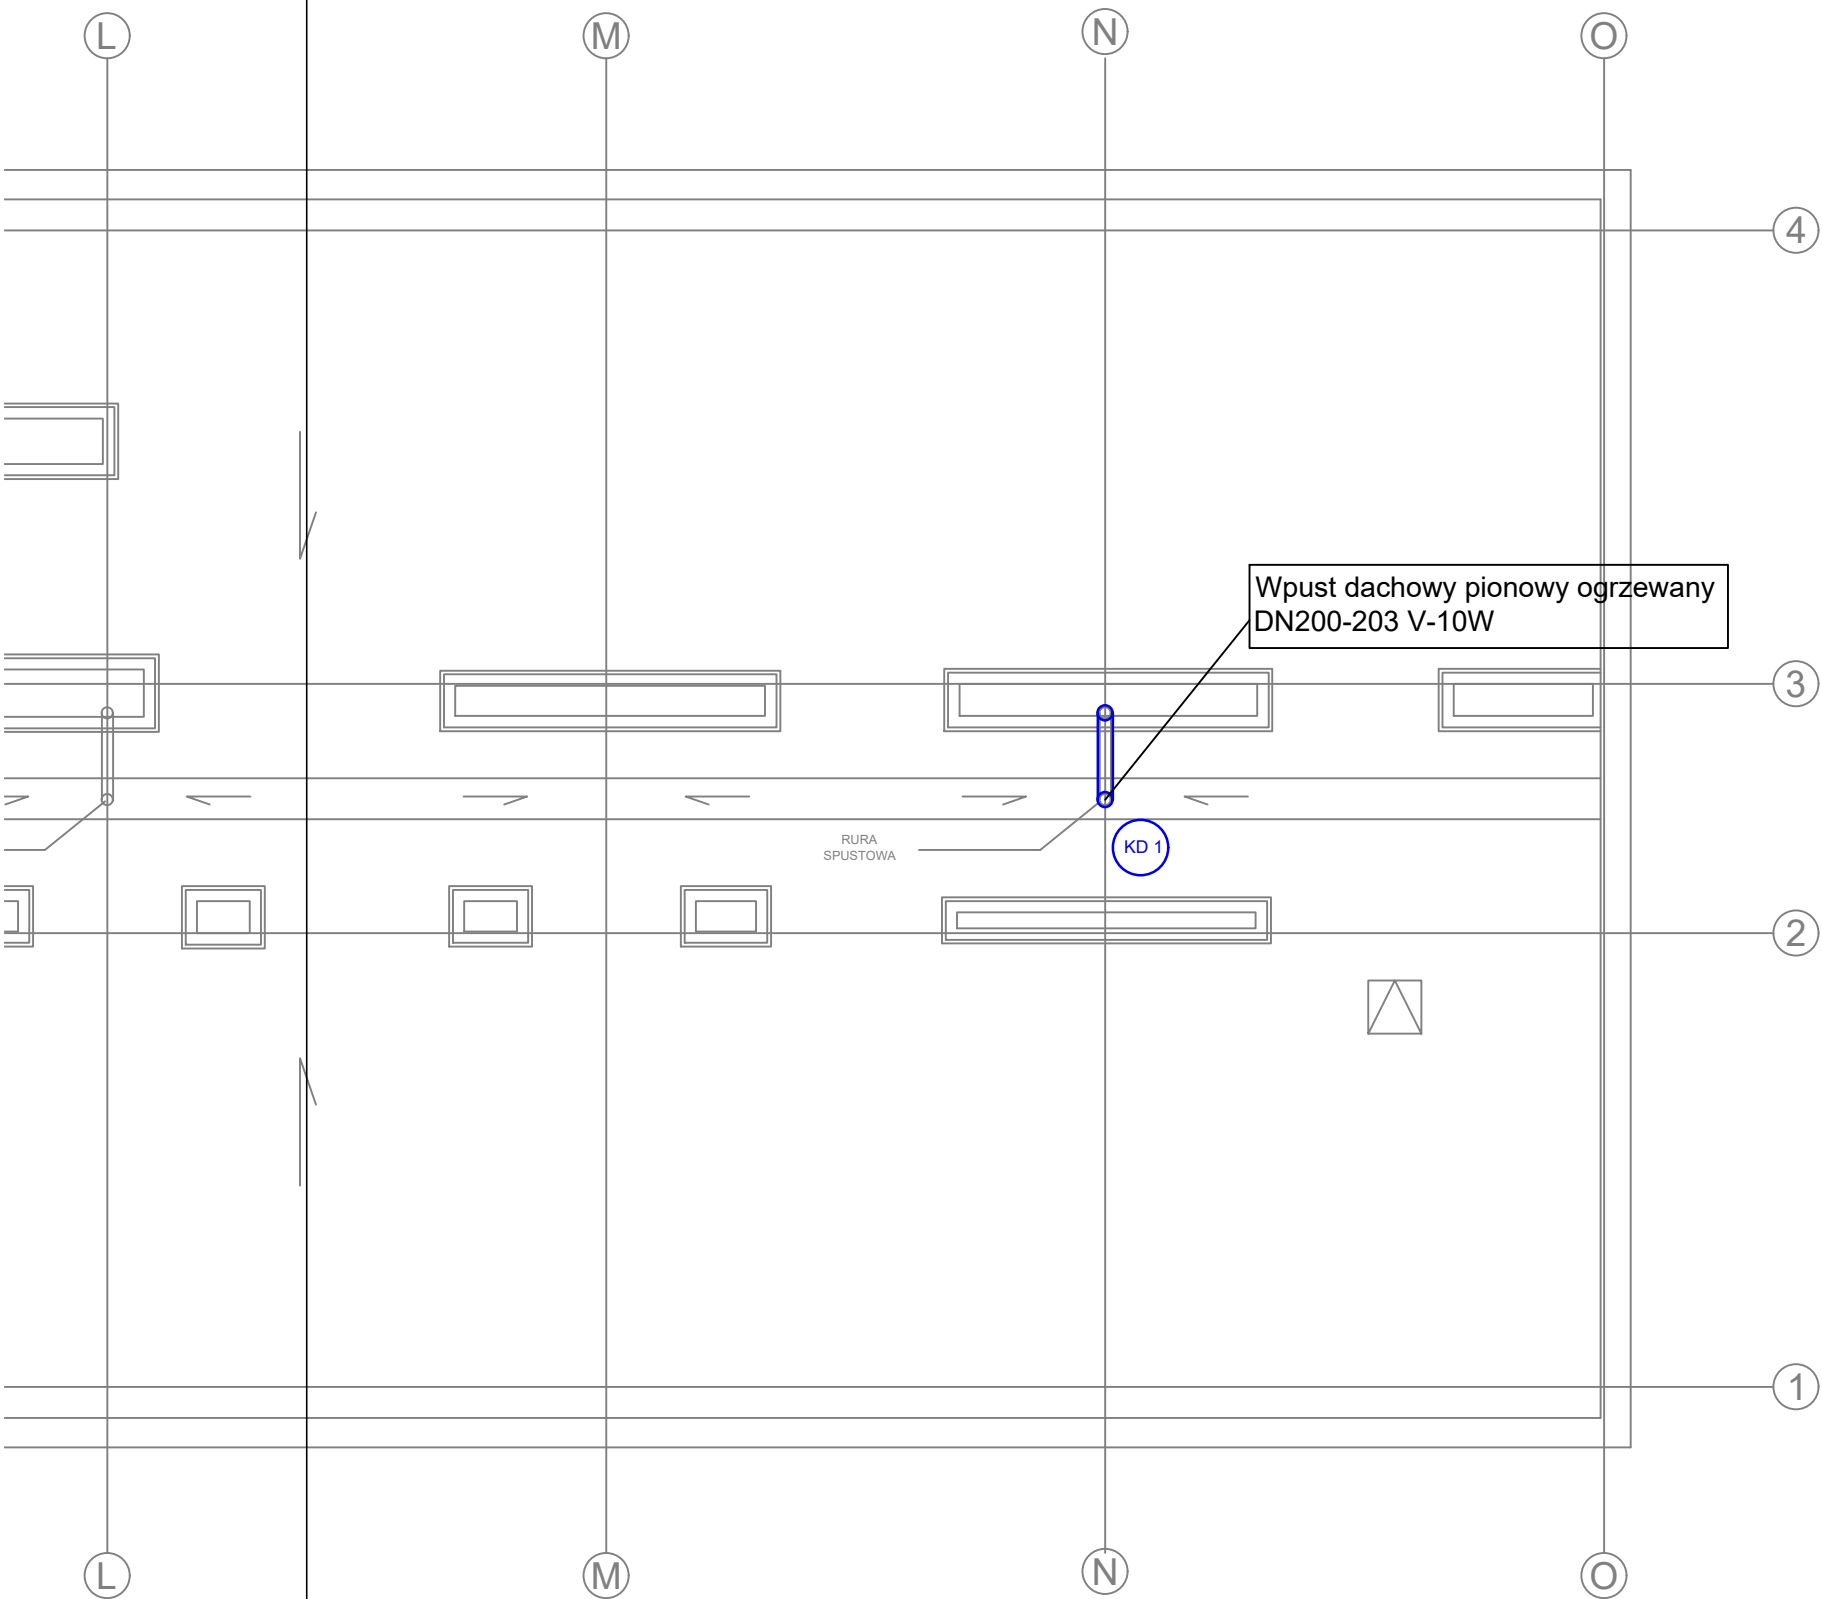 L
M
N
O
4
Wpust dachowy pionowy ogrzewany
DN200-203 V-10W
3
RURA
SPUSTOWA
KD 1
2
1
L
M
N
O